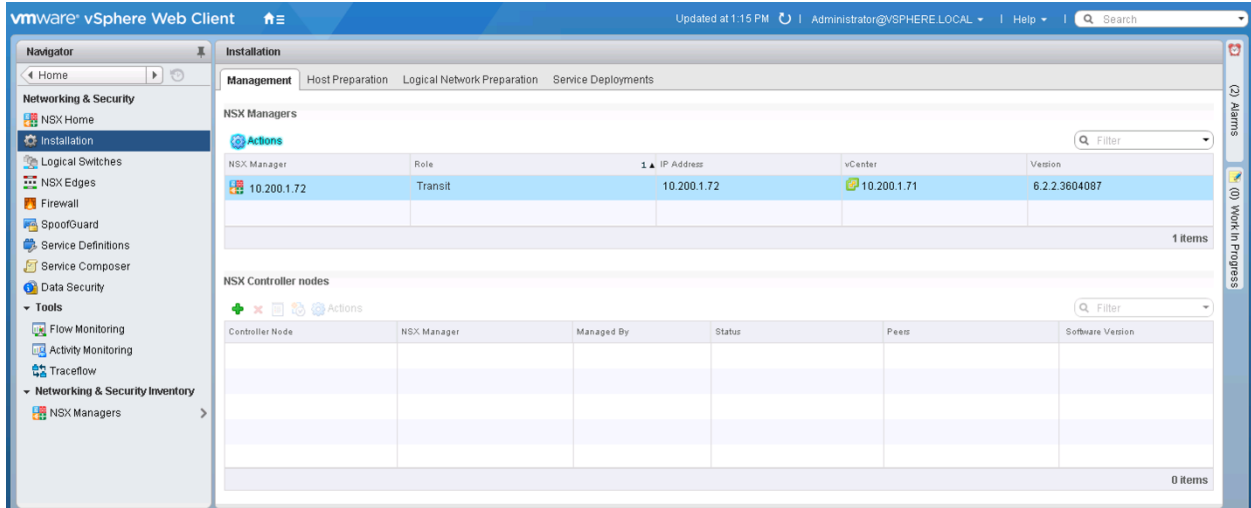 vmware® vSphere Web Client
Updated at 1:15 PM | Administrator@VSPHERE.LOCAL | Help | Search
Navigator
Home
Networking & Security
NSX Home
Installation
Logical Switches
NSX Edges
Firewall
SpoofGuard
Service Definitions
Service Composer
Data Security
Tools
Flow Monitoring
Activity Monitoring
Traceflow
Networking & Security Inventory
NSX Managers
Installation
Management Host Preparation Logical Network Preparation Service Deployments
NSX Managers
Actions Filter
NSX Manager Role 1 IP Address vCenter Version
10.200.1.72 Transit 10.200.1.72 10.200.1.71 6.2.2.3604087
1 items
NSX Controller nodes
Actions Filter
Controller Node NSX Manager Managed By Status Peers Software Version
0 items
(2) Alarms
(0) Work In Progress